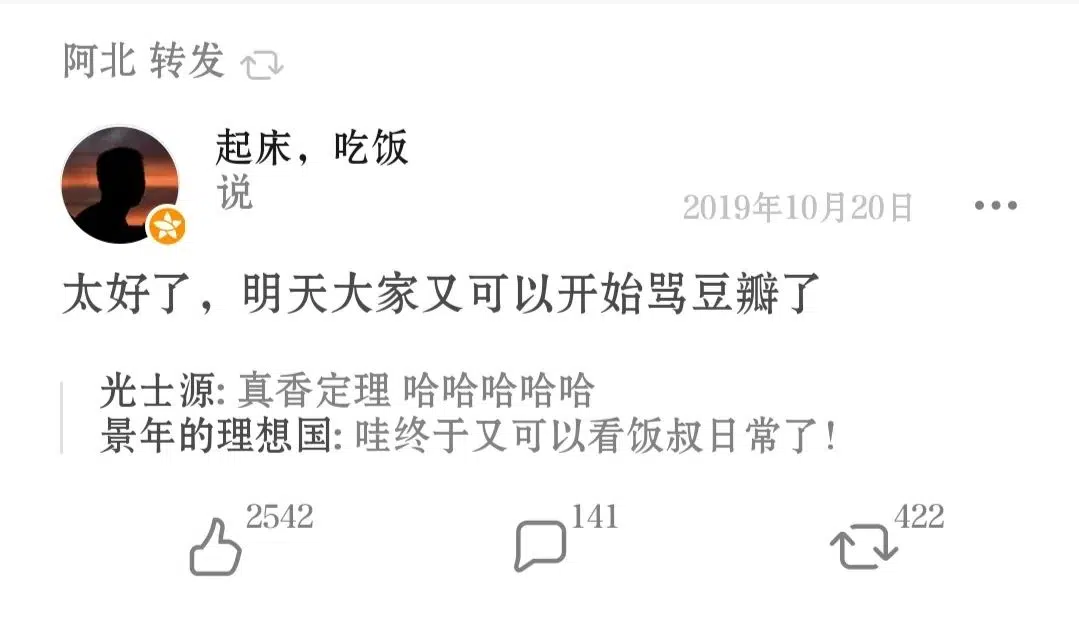 阿北 转发
起床，吃饭
说
2019年10月20日
太好了，明天大家又可以开始骂豆瓣了
光士源: 真香定理 哈哈哈哈哈
景年的理想国: 哇终于又可以看饭叔日常了！
2542
141
422